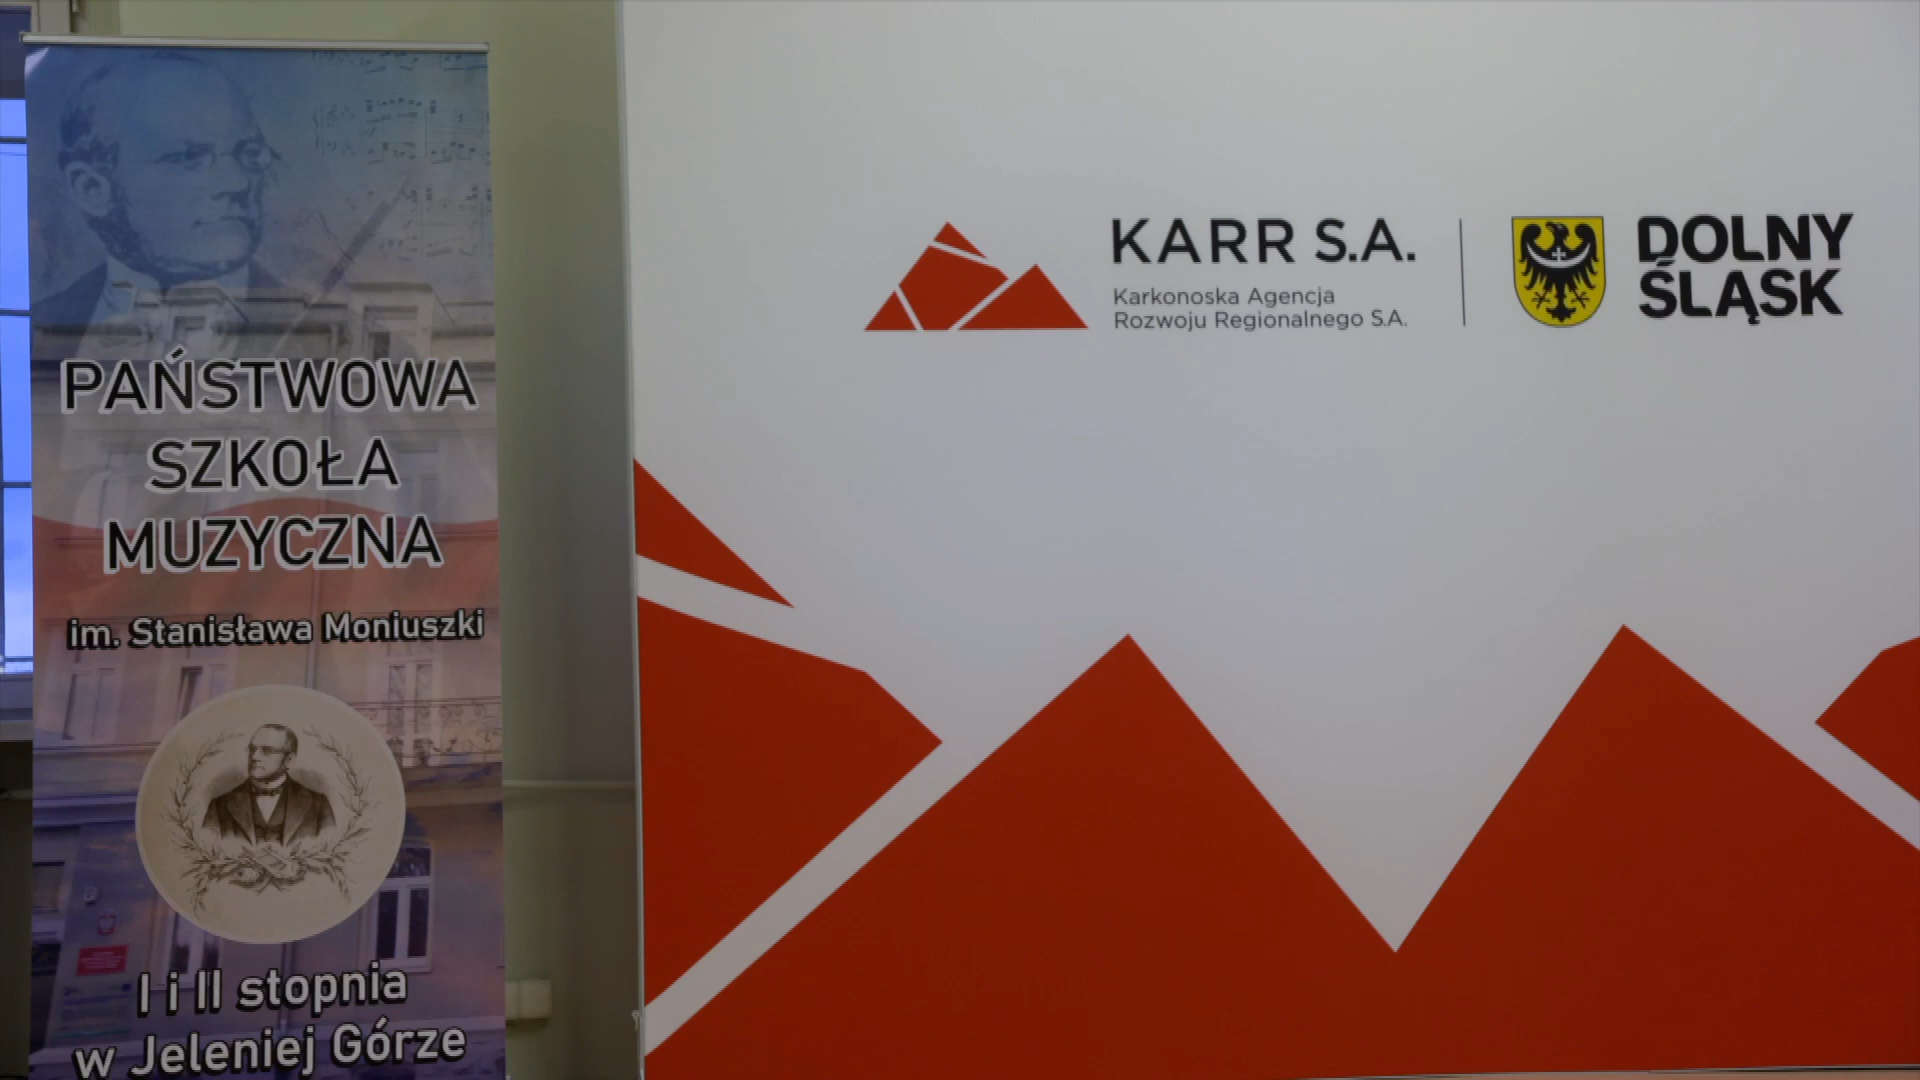 PAŃSTWOWA
SZKOŁA
MUZYCZNA
im. Stanisława Moniuszki
I i II stopnia
w Jeleniej Górze
KARR S.A.
Karkonoska Agencja
Rozwoju Regionalnego S.A.
DOLNY
ŚLĄSK